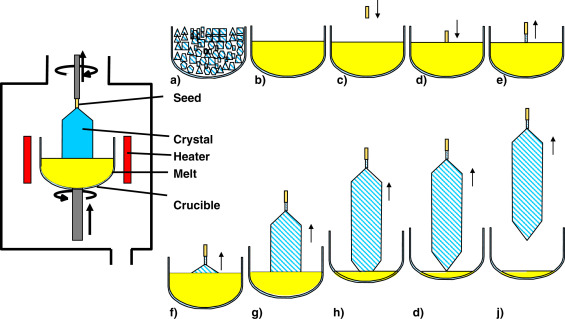 a)
b)
c)
d)
e)
Seed
Crystal
Heater
Melt
Crucible
f)
g)
h)
d)
j)